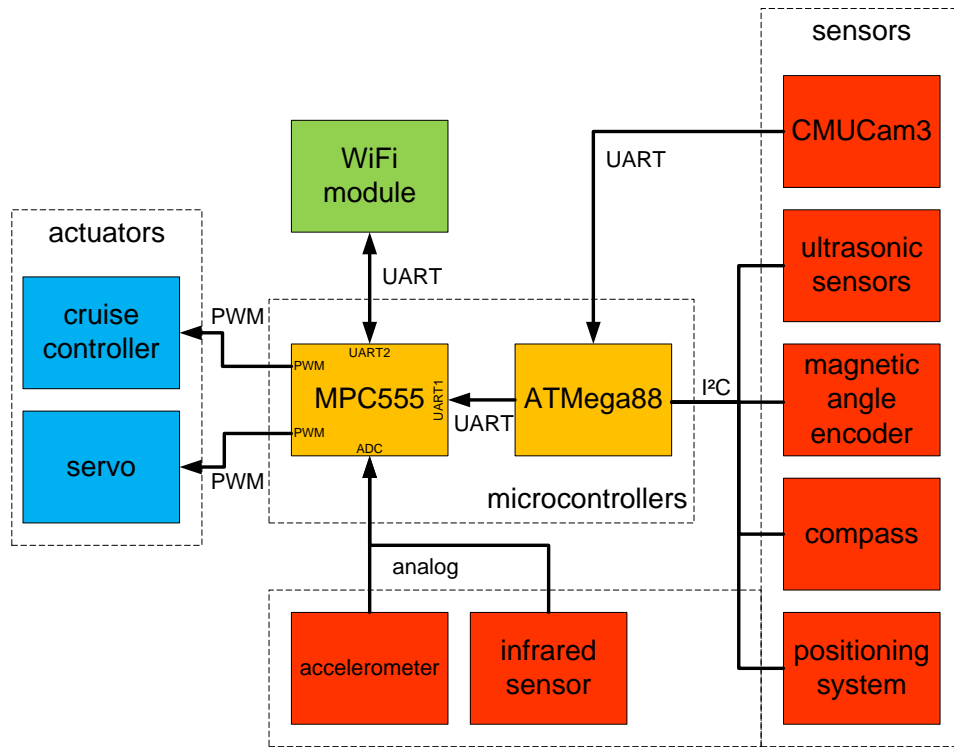 sensors
CMUCam3
UART
WiFi
module
actuators
ultrasonic
sensors
UART
cruise
controller
PWM
PWM
UART2
MPC555
UART1
ATMega88
I²C
magnetic
angle
encoder
UART
PWM
ADC
servo
PWM
microcontrollers
compass
analog
accelerometer
infrared
sensor
positioning
system